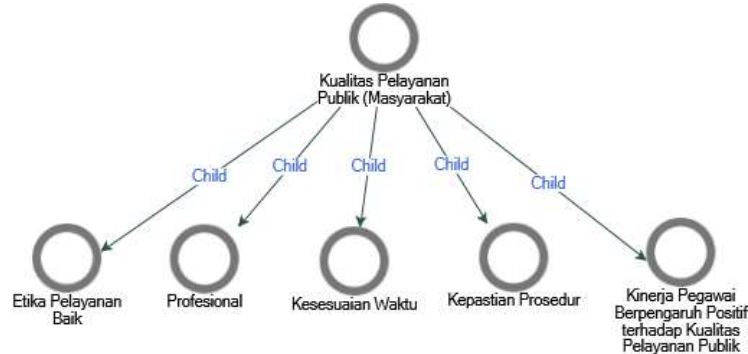 Kualitas Pelayanan
Publik (Masyarakat)
Child
Child
Child
Child
Child
Etika Pelayanan
Baik
Profesional
Kesesuaian Waktu
Kepastian Prosedur
Kinerja Pegawai
Berpengaruh Positif
terhadap Kualitas
Pelayanan Publik